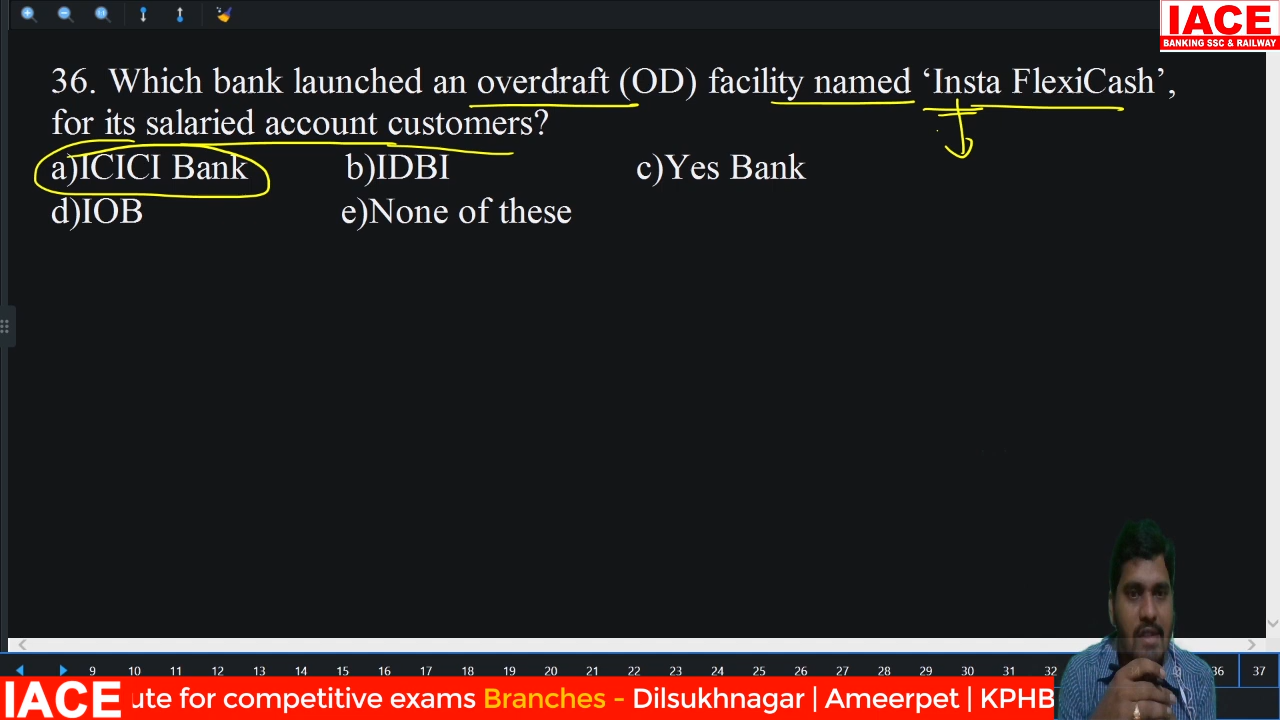 IACE
BANKING SSC & RAILWAY
36. Which bank launched an overdraft (OD) facility named ‘Insta FlexiCash’,
for its salaried account customers?
a)ICICI Bank b)IDBI c)Yes Bank
d)IOB e)None of these
9 10 11 12 13 14 15 16 17 18 19 20 21 22 23 24 25 26 27 28 29 30 31 32 36 37
IACE ute for competitive exams Branches - Dilsukhnagar | Ameerpet | KPHB